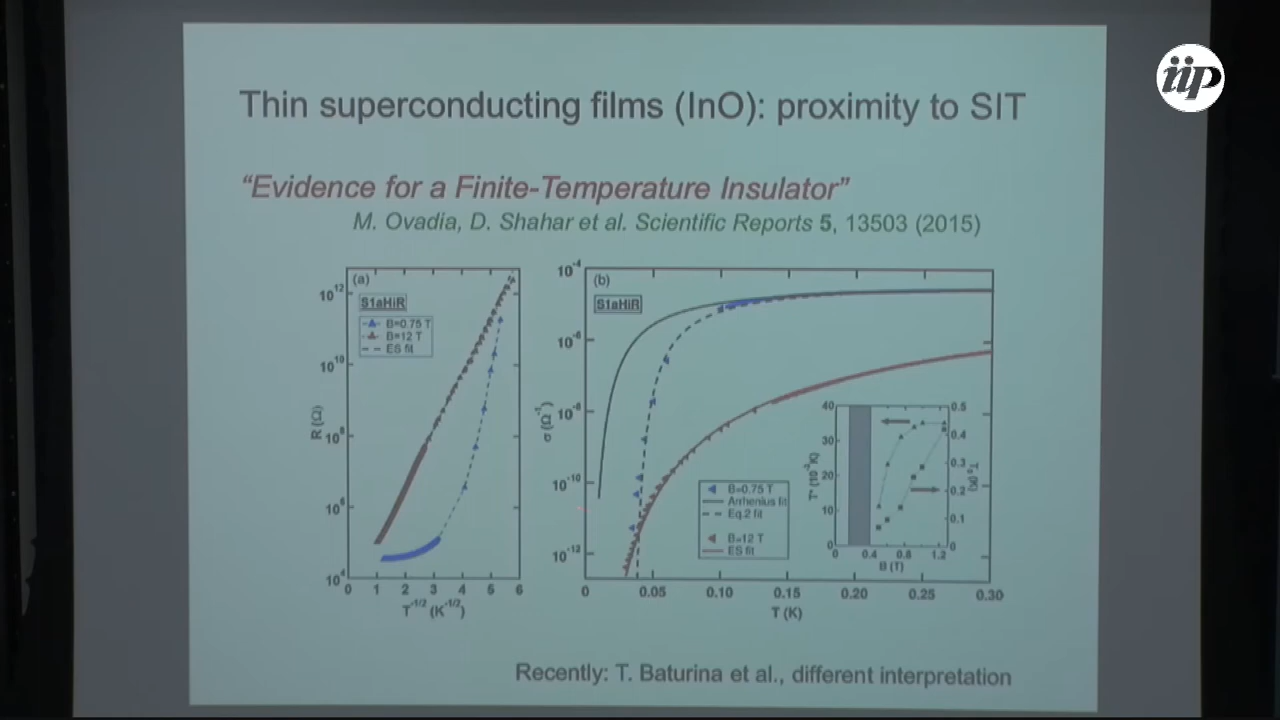 iip
Thin superconducting films (InO): proximity to SIT
“Evidence for a Finite-Temperature Insulator”
M. Ovadia, D. Shahar et al. Scientific Reports 5, 13503 (2015)
(a)
S1aHiR
B=0.75 T
B=12 T
ES fit
R (Ω)
10^12
10^10
10^8
10^6
10^4
0 1 2 3 4 5 6
T^-1/2 (K^-1/2)
(b)
S1aHiR
σ (Ω^-1)
10^-4
10^-6
10^-8
10^-10
10^-12
0 0.05 0.10 0.15 0.20 0.25 0.30
T (K)
B=0.75 T
Arrhenius fit
Eq.2 fit
B=12 T
ES fit
T* (10^-3 K)
40
30
20
10
0
0 0.4 0.8 1.2
B (T)
0.5
0.4
0.3
0.2
0.1
0
Recently: T. Baturina et al., different interpretation